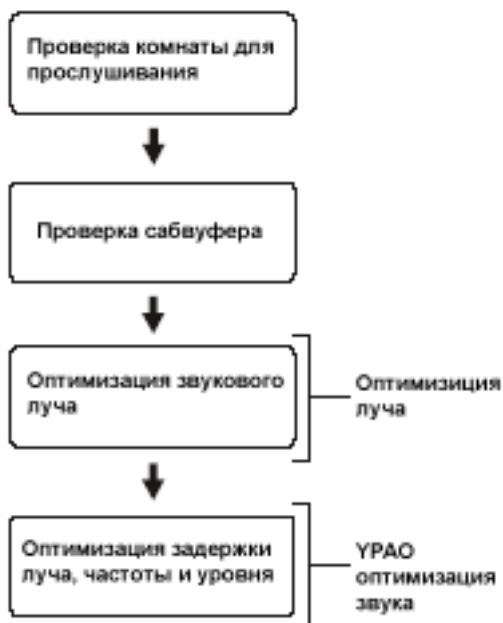 Проверка комнаты для
прослушивания
Проверка сабвуфера
Оптимизация звукового
луча
Оптимизиция
луча
Оптимизация задержки
луча, частоты и уровня
YPAO
оптимизация
звука